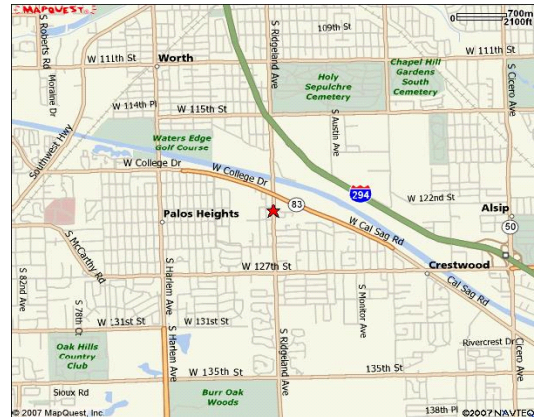 MAPQUEST
700m
2100ft
S Roberts Rd
Moraine Dr
S Ridgeland Ave
109th St
W 111th St
Worth
W 111th St
Holy
Sepulchre
Cemetery
Chapel Hill
Gardens
South
Cemetery
S Cicero Ave
W 114th Pl
W 115th St
Southwest Hwy
Waters Edge
Golf Course
S Austin Ave
W College Dr
W College Dr
294
W 122nd St
83
Alsip
50
Palos Heights
W Cal Sag Rd
S McCarthy Rd
S 82nd Ave
S 78th Ct
S Harlem Ave
W 127th St
Crestwood
Cal Sag Rd
S Monitor Ave
W 131st St
W 131st St
S Harlem Ave
S Ridgeland Ave
Oak Hills
Country
Club
Rivercrest Dr
Cicero Ave
W 135th St
135th St
Sioux Rd
Burr Oak
Woods
138th Pl
© 2007 MapQuest, Inc.
©2007 NAVTEQ